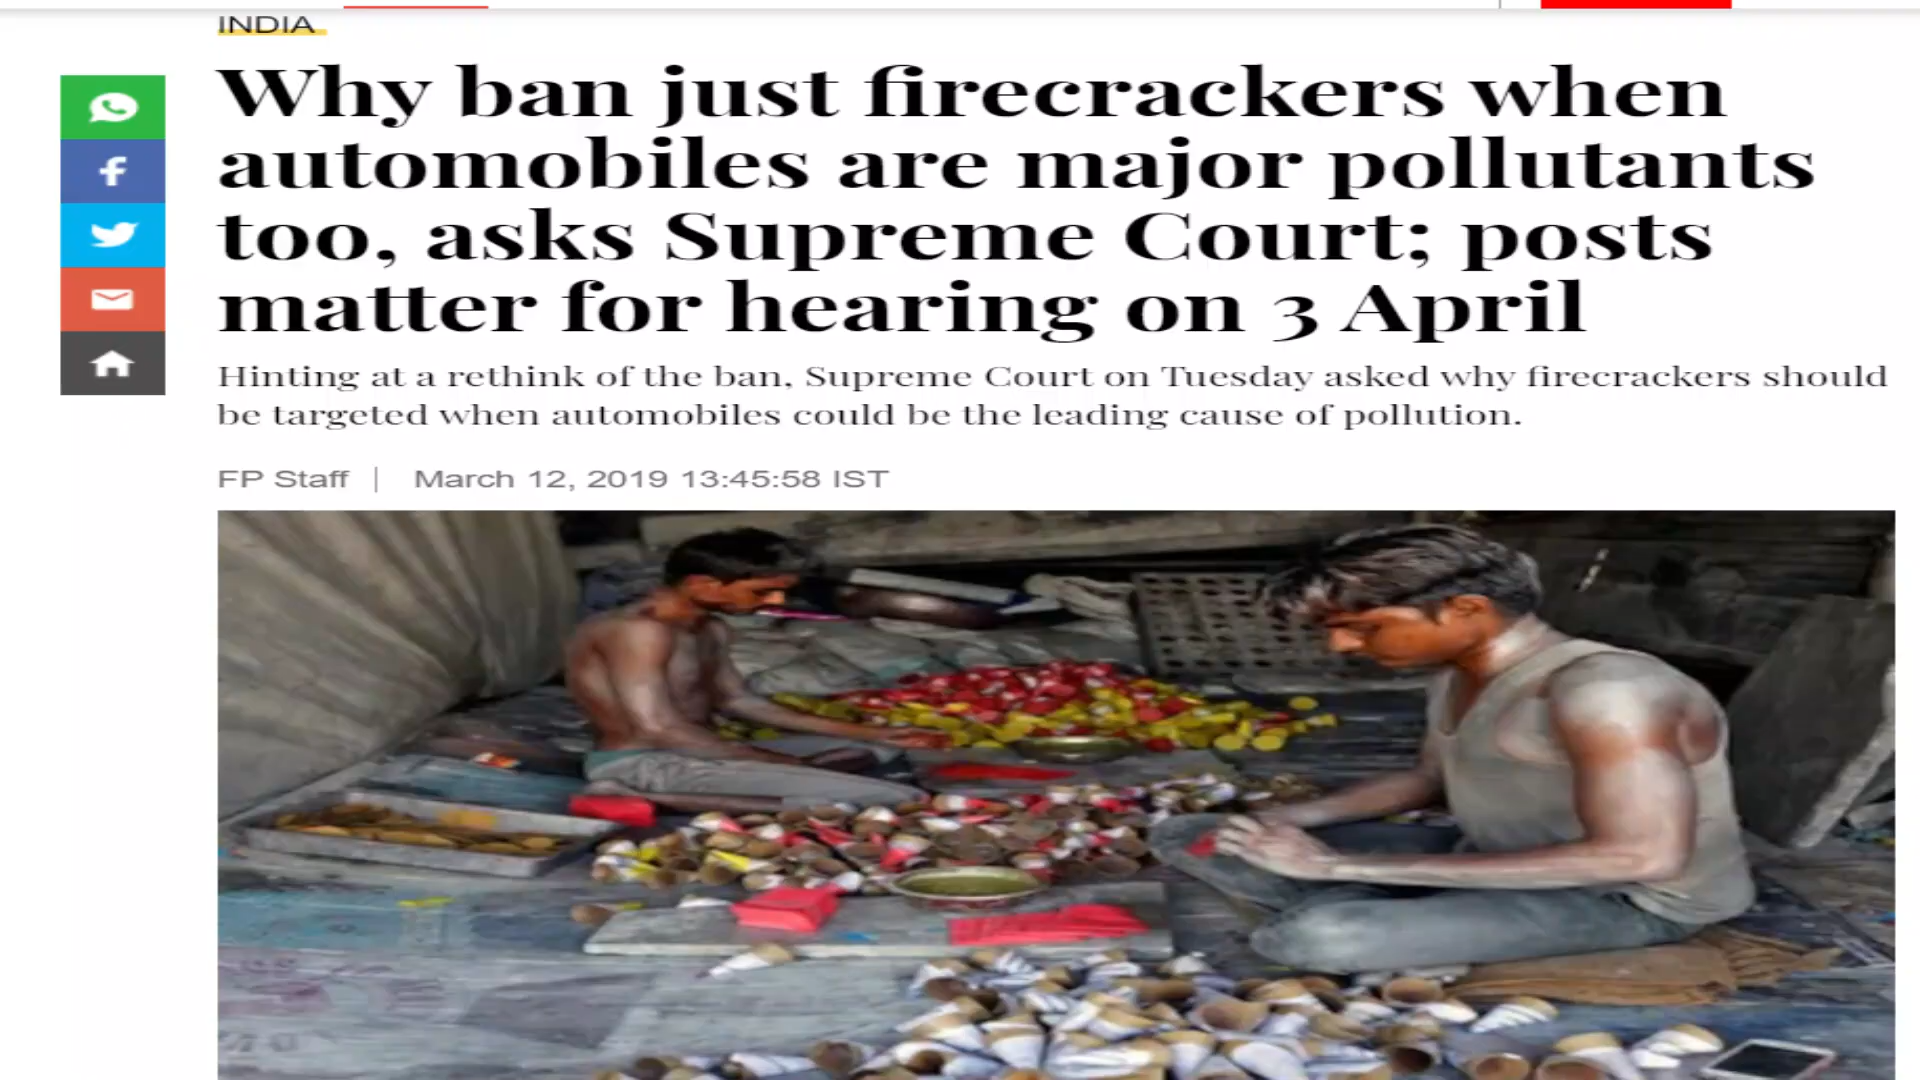 INDIA
Why ban just firecrackers when
automobiles are major pollutants
too, asks Supreme Court; posts
matter for hearing on 3 April
Hinting at a rethink of the ban, Supreme Court on Tuesday asked why firecrackers should
be targeted when automobiles could be the leading cause of pollution.
FP Staff | March 12, 2019 13:45:58 IST